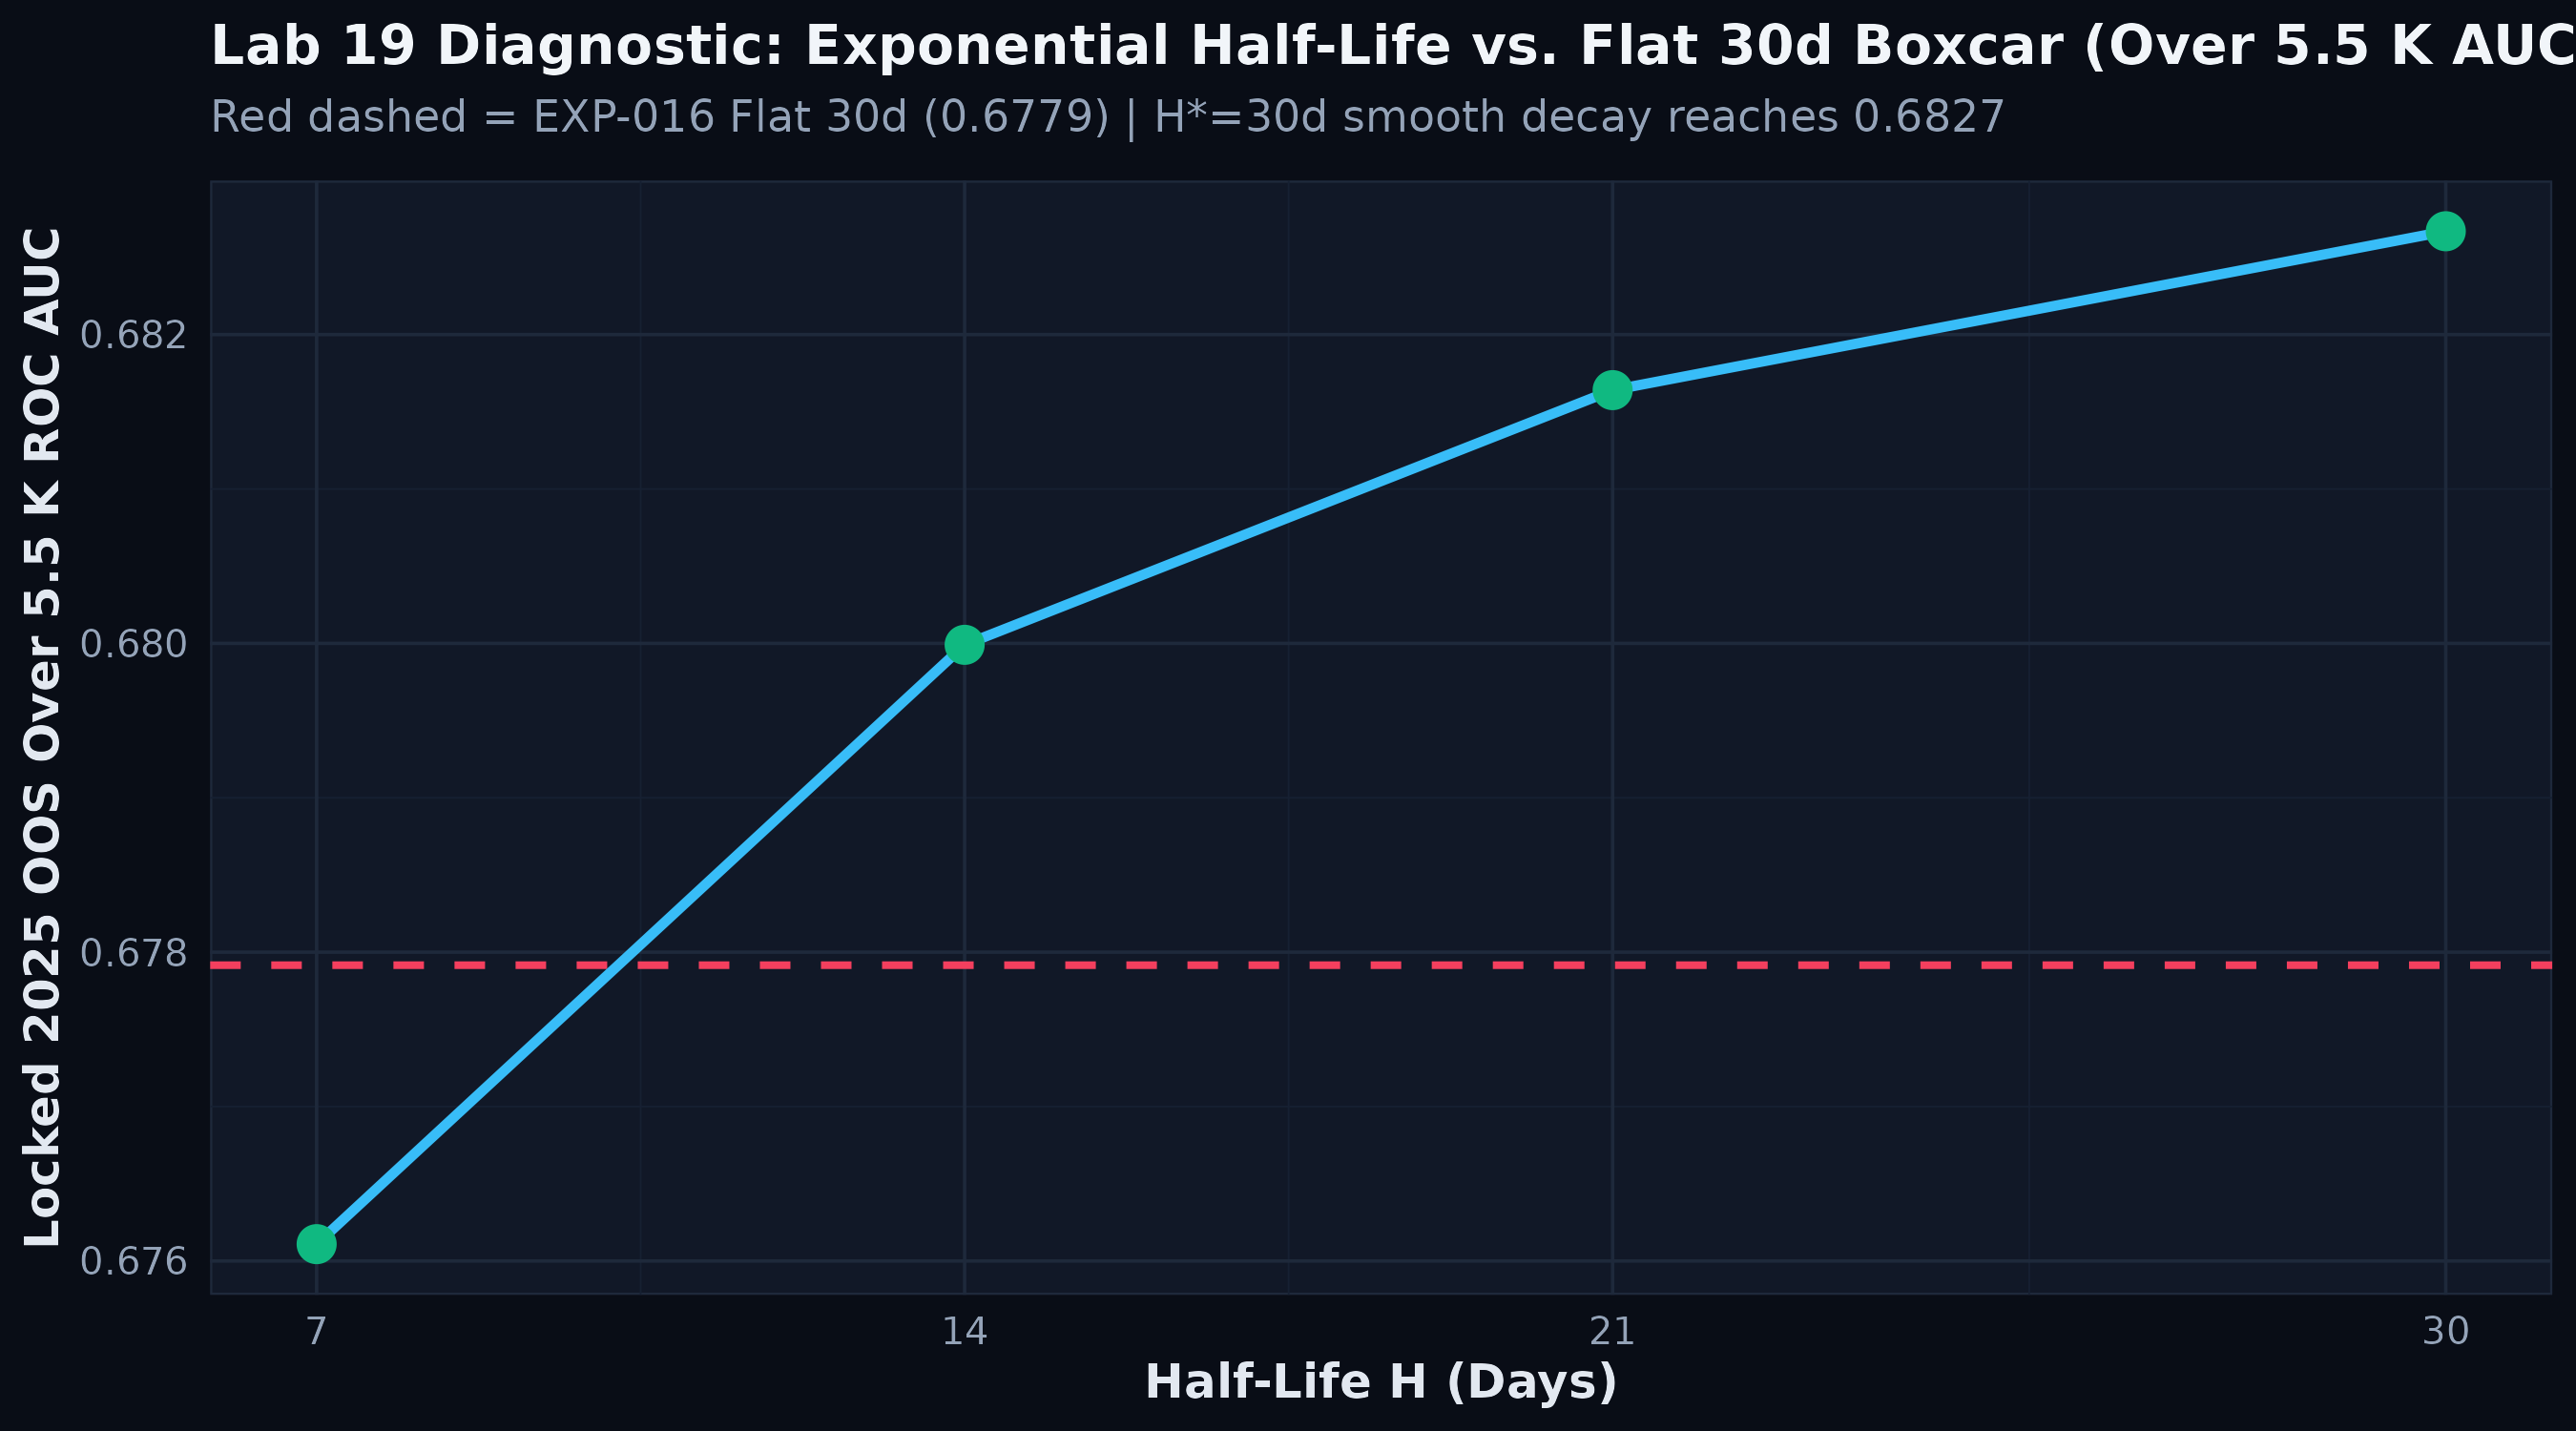 Lab 19 Diagnostic: Exponential Half-Life vs. Flat 30d Boxcar (Over 5.5 K AUC
Red dashed = EXP-016 Flat 30d (0.6779) | H*=30d smooth decay reaches 0.6827
Locked 2025 OOS Over 5.5 K ROC AUC
0.682
0.680
0.678
0.676
7 14 21 30
Half-Life H (Days)